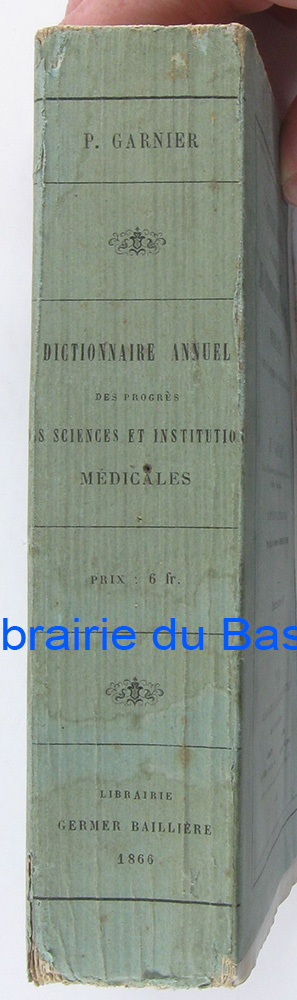 P. GARNIER
DICTIONNAIRE ANNUEL
DES PROGRÈS
S SCIENCES ET INSTITUTIO
MÉDICALES
PRIX : 6 fr.
brairie du Bas
LIBRAIRIE
GERMER BAILLIÈRE
1866